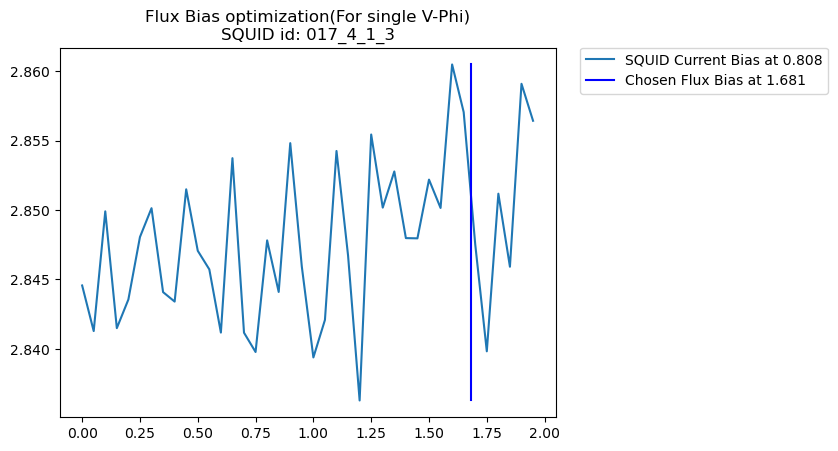 Flux Bias optimization(For single V-Phi)
SQUID id: 017_4_1_3
2.860
2.855
2.850
2.845
2.840
0.00 0.25 0.50 0.75 1.00 1.25 1.50 1.75 2.00
SQUID Current Bias at 0.808
Chosen Flux Bias at 1.681